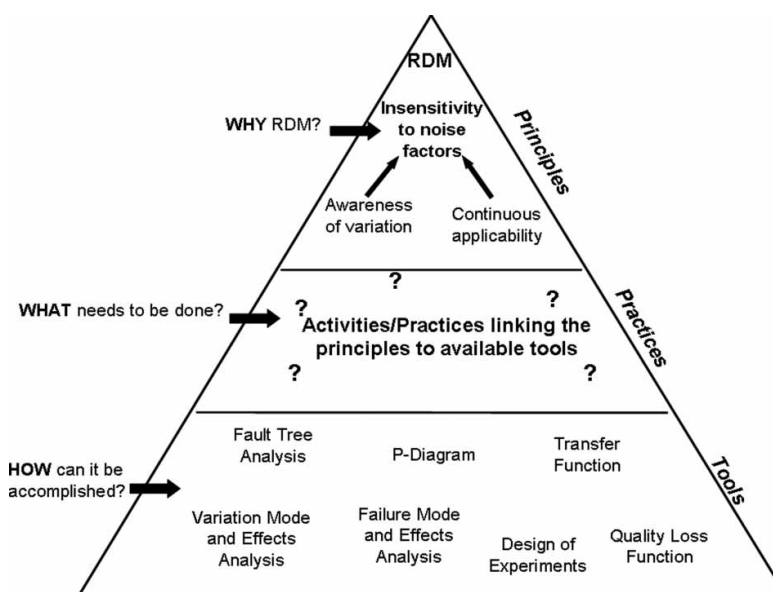 RDM
WHY RDM?
Insensitivity
to noise
factors
Principles
Awareness
of variation
Continuous
applicability
WHAT needs to be done?
?
?
?
Activities/Practices linking the
principles to available tools
?
?
Practices
HOW can it be
accomplished?
Fault Tree
Analysis
P-Diagram
Transfer
Function
Tools
Variation Mode
and Effects
Analysis
Failure Mode
and Effects
Analysis
Design of
Experiments
Quality Loss
Function